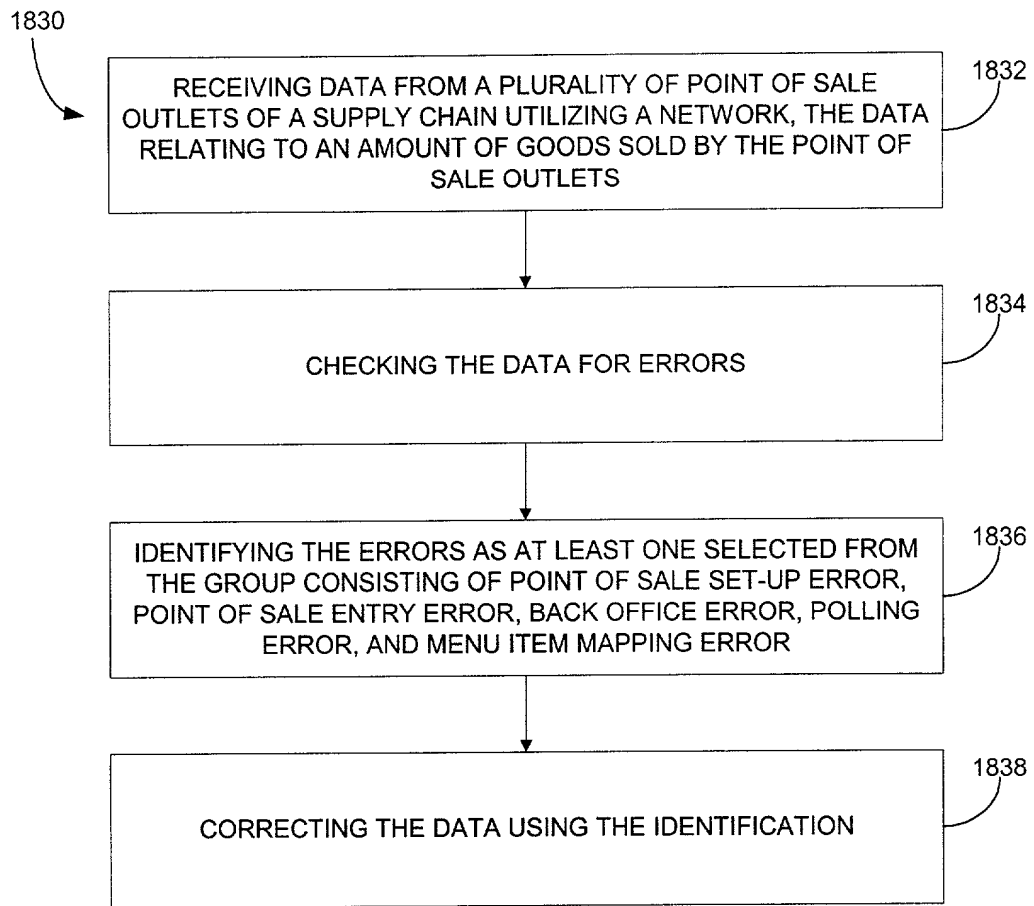 1830
1832
RECEIVING DATA FROM A PLURALITY OF POINT OF SALE
OUTLETS OF A SUPPLY CHAIN UTILIZING A NETWORK, THE DATA
RELATING TO AN AMOUNT OF GOODS SOLD BY THE POINT OF
SALE OUTLETS
1834
CHECKING THE DATA FOR ERRORS
1836
IDENTIFYING THE ERRORS AS AT LEAST ONE SELECTED FROM
THE GROUP CONSISTING OF POINT OF SALE SET-UP ERROR,
POINT OF SALE ENTRY ERROR, BACK OFFICE ERROR, POLLING
ERROR, AND MENU ITEM MAPPING ERROR
1838
CORRECTING THE DATA USING THE IDENTIFICATION